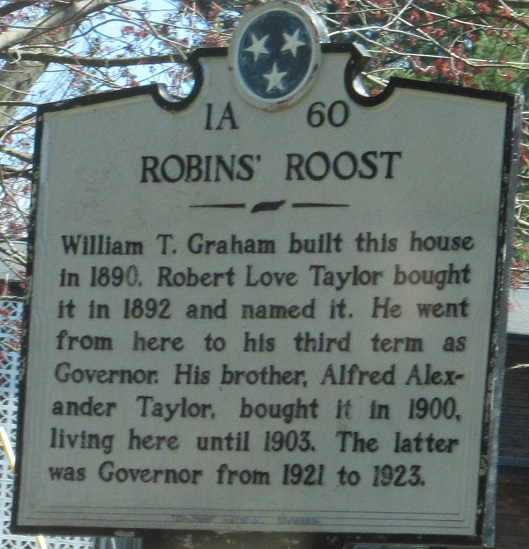 1A 60
ROBINS' ROOST
William T. Graham built this house
in 1890. Robert Love Taylor bought
it in 1892 and named it. He went
from here to his third term as
Governor. His brother, Alfred Alex-
ander Taylor, bought it in 1900,
living here until 1903. The latter
was Governor from 1921 to 1923.